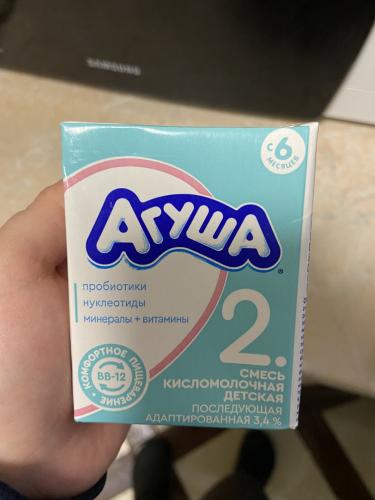 SAMSUNG
с 6
МЕСЯЦЕВ
АГУША
®
пробиотики
нуклеотиды
минералы + витамины
2.
СМЕСЬ
КИСЛОМОЛОЧНАЯ
ДЕТСКАЯ
ПОСЛЕДУЮЩАЯ
АДАПТИРОВАННАЯ 3,4 %
КОМФОРТНОЕ ПИЩЕВАРЕНИЕ
BB-12